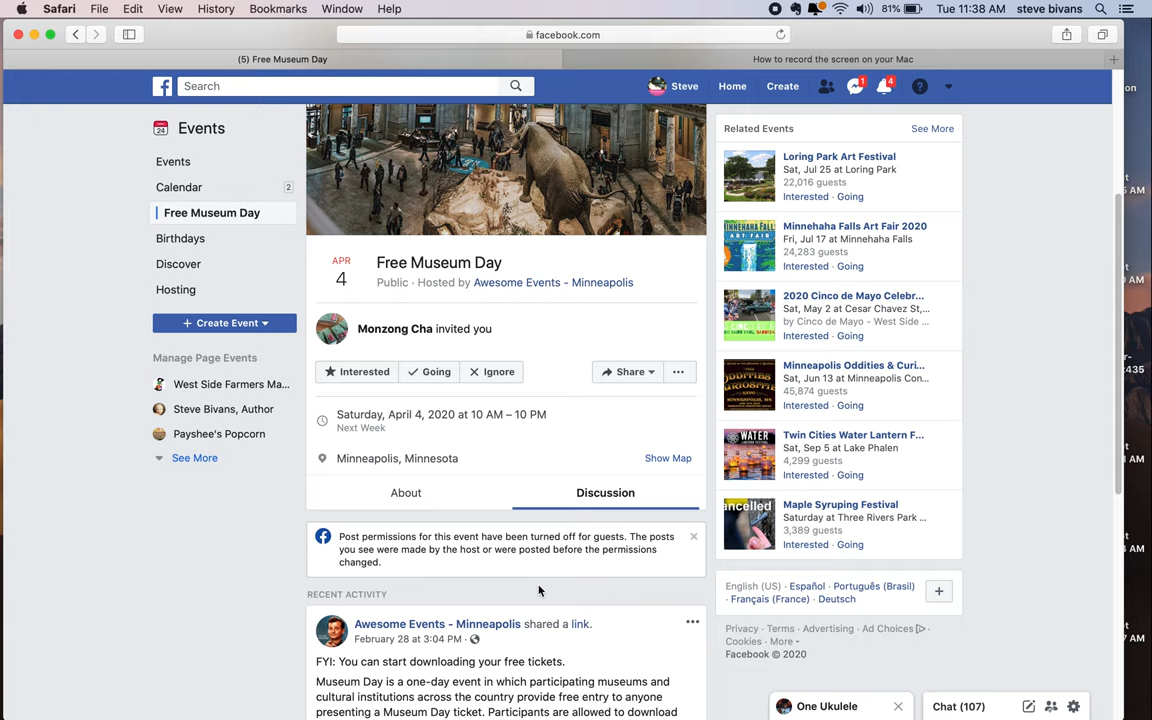 Safari File Edit View History Bookmarks Window Help
81% Tue 11:38 AM steve bivans
facebook.com
(5) Free Museum Day
How to record the screen on your Mac
Search
Steve Home Create 1 4
24 Events
Events
Calendar 2
Free Museum Day
Birthdays
Discover
Hosting
+ Create Event
Manage Page Events
West Side Farmers Ma...
Steve Bivans, Author
Payshee's Popcorn
See More
APR
4
Free Museum Day
Public · Hosted by Awesome Events - Minneapolis
Monzong Cha invited you
Interested Going Ignore
Share
Saturday, April 4, 2020 at 10 AM – 10 PM
Next Week
Minneapolis, Minnesota Show Map
About Discussion
Post permissions for this event have been turned off for guests. The posts
you see were made by the host or were posted before the permissions
changed.
RECENT ACTIVITY
Awesome Events - Minneapolis shared a link.
February 28 at 3:04 PM ·
FYI: You can start downloading your free tickets.
Museum Day is a one-day event in which participating museums and
cultural institutions across the country provide free entry to anyone
presenting a Museum Day ticket. Participants are allowed to download
Related Events See More
Loring Park Art Festival
Sat, Jul 25 at Loring Park
22,016 guests
Interested · Going
Minnehaha Falls Art Fair 2020
Fri, Jul 17 at Minnehaha Falls
24,283 guests
Interested · Going
2020 Cinco de Mayo Celebr...
Sat, May 2 at Cesar Chavez St,...
by Cinco de Mayo - West Side ...
Interested · Going
Minneapolis Oddities & Curi...
Sat, Jun 13 at Minneapolis Con...
45,874 guests
Interested · Going
Twin Cities Water Lantern F...
Sat, Sep 5 at Lake Phalen
4,299 guests
Interested · Going
Maple Syruping Festival
Saturday at Three Rivers Park ...
3,389 guests
Interested · Going
English (US) · Español · Português (Brasil)
· Français (France) · Deutsch
Privacy · Terms · Advertising · Ad Choices ·
Cookies · More
Facebook © 2020
One Ukulele
Chat (107)